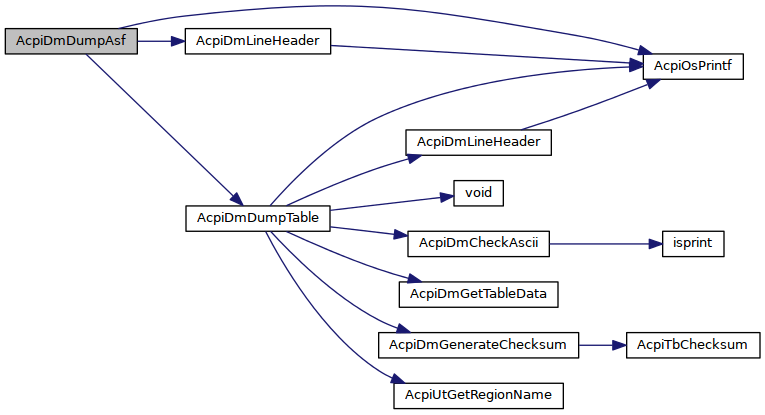 AcpiDmDumpAsf
AcpiDmLineHeader
AcpiOsPrintf
AcpiDmLineHeader
void
AcpiDmDumpTable
AcpiDmCheckAscii
isprint
AcpiDmGetTableData
AcpiDmGenerateChecksum
AcpiTbChecksum
AcpiUtGetRegionName